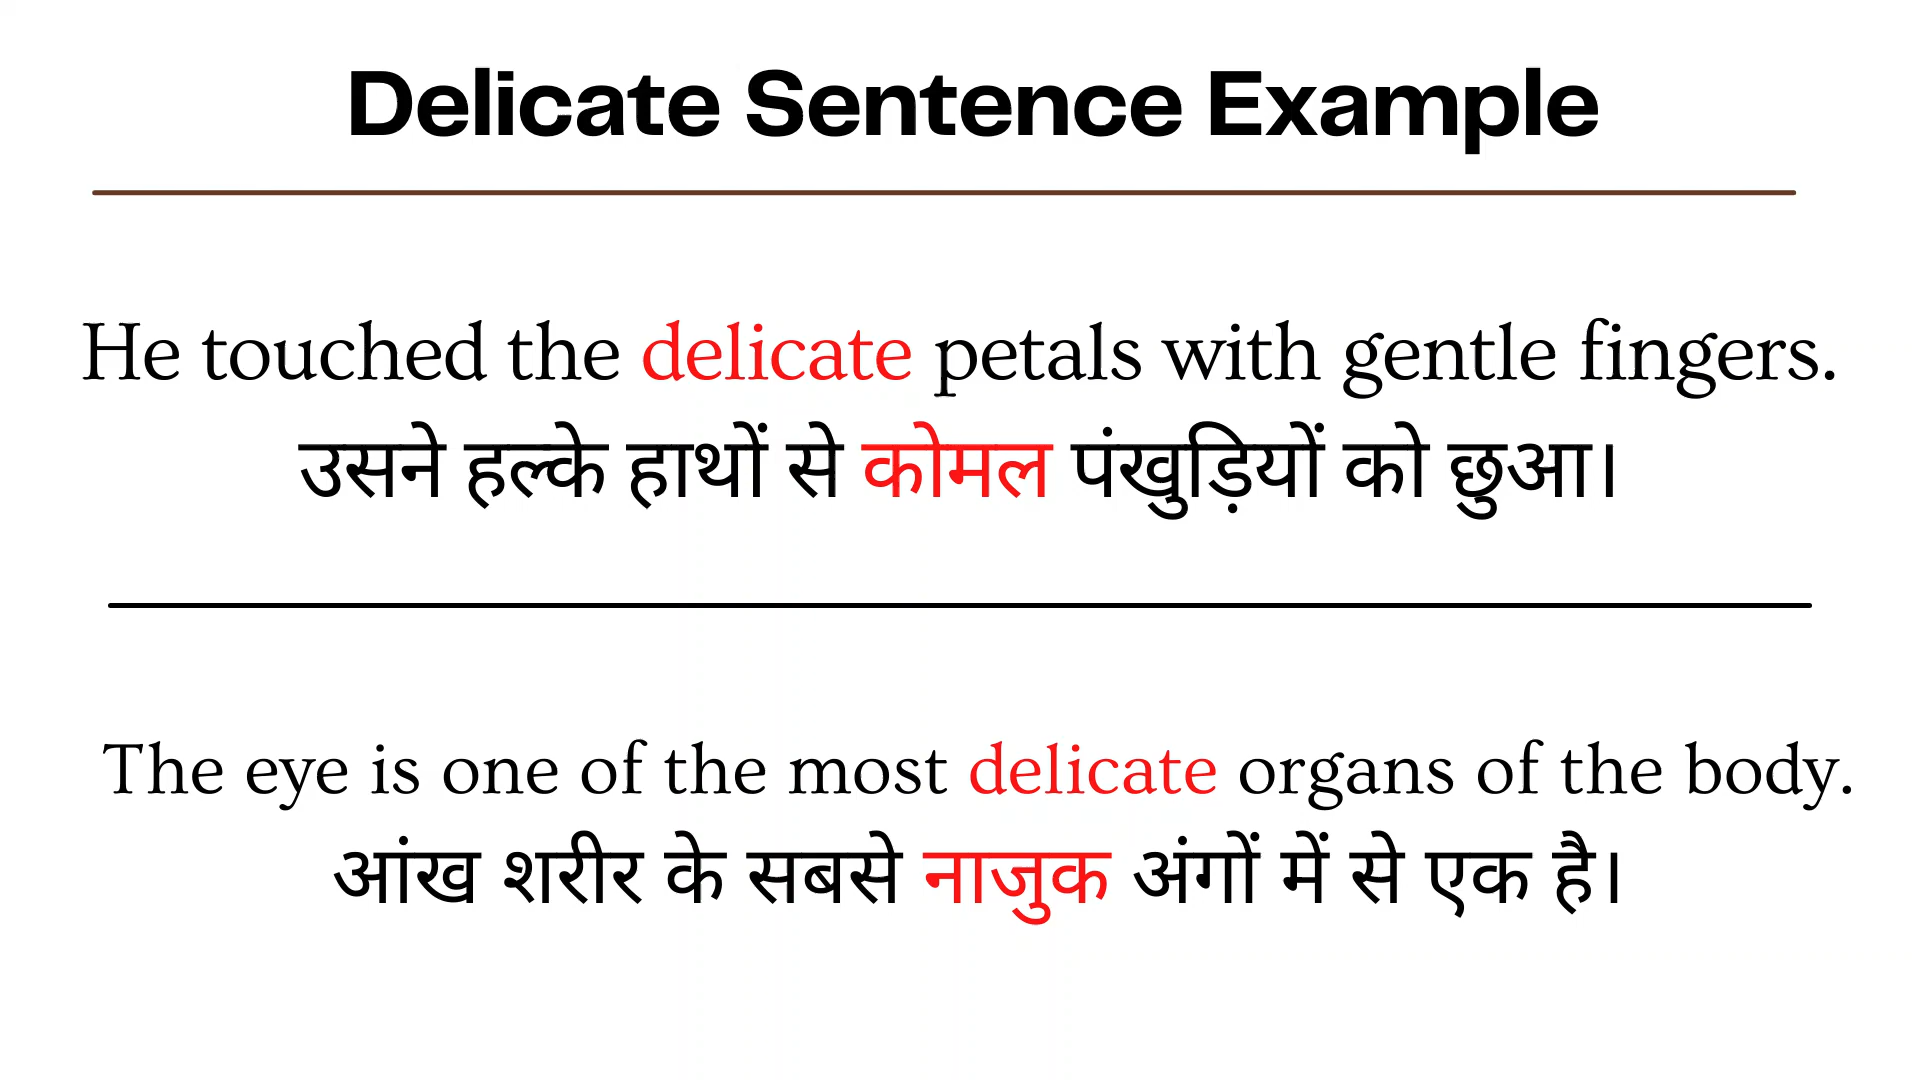 Delicate Sentence Example
He touched the delicate petals with gentle fingers.
उसने हल्के हाथों से कोमल पंखुड़ियों को छुआ।
The eye is one of the most delicate organs of the body.
आंख शरीर के सबसे नाजुक अंगों में से एक है।